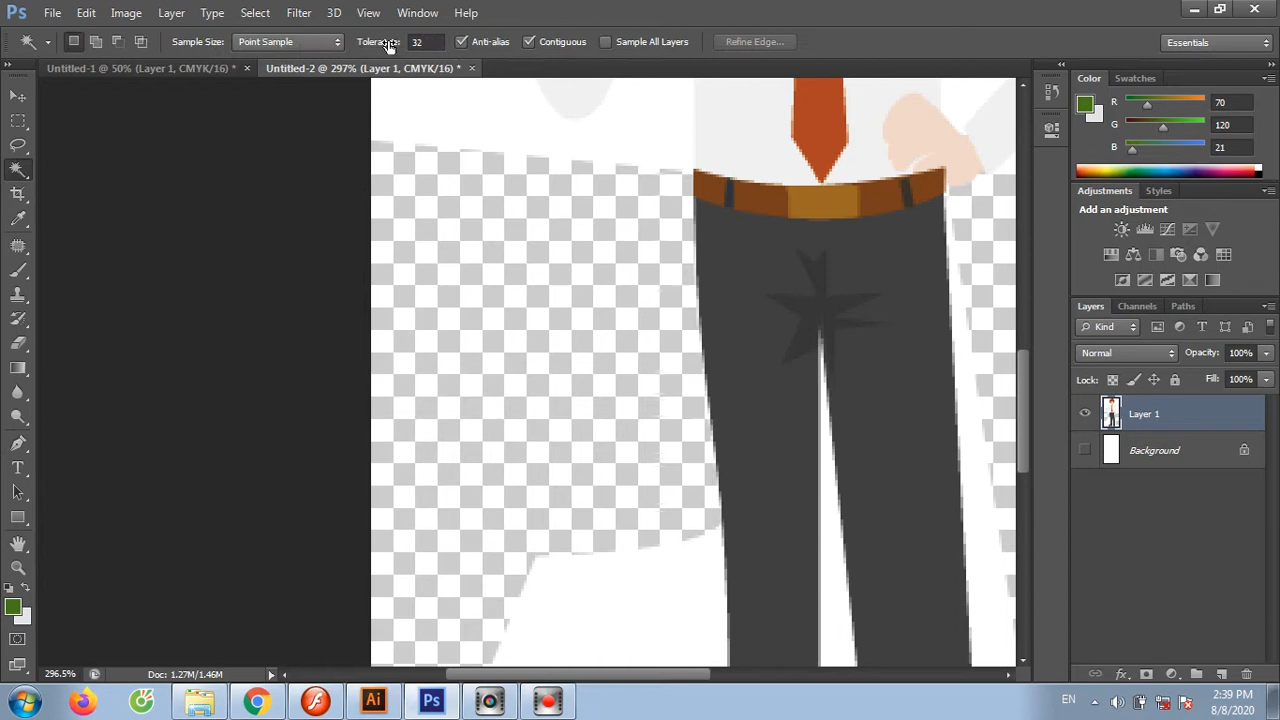 Ps File Edit Image Layer Type Select Filter 3D View Window Help
Sample Size: Point Sample Tolerance: 32 Anti-alias Contiguous Sample All Layers Refine Edge... Essentials
Untitled-1 @ 50% (Layer 1, CMYK/16) * × Untitled-2 @ 297% (Layer 1, CMYK/16) * ×
Color Swatches
R 70
G 120
B 21
Adjustments Styles
Add an adjustment
Layers Channels Paths
Kind
Normal Opacity: 100%
Lock: Fill: 100%
Layer 1
Background
296.5% Doc: 1.27M/1.46M
Ai Ps EN 2:39 PM
8/8/2020